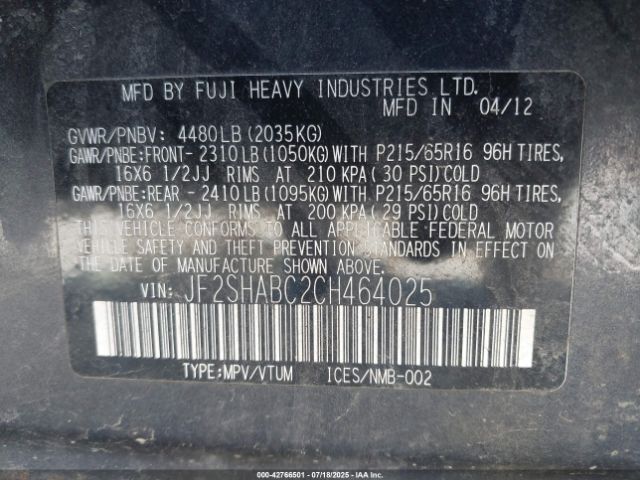 MFD BY FUJI HEAVY INDUSTRIES LTD.
MFD IN 04/12
GVWR/PNBV: 4480LB(2035KG)
GAWR/PNBE:FRONT- 2310LB(1050KG)WITH P215/65R16 96H TIRES,
16X6 1/2JJ RIMS AT 210 KPA(30 PSI)COLD
GAWR/PNBE:REAR - 2410LB(1095KG)WITH P215/65R16 96H TIRES,
16X6 1/2JJ RIMS AT 200 KPA(29 PSI)COLD
THIS VEHICLE CONFORMS TO ALL APPLICABLE FEDERAL MOTOR
VEHICLE SAFETY AND THEFT PREVENTION STANDARDS IN EFFECT ON
THE DATE OF MANUFACTURE SHOWN ABOVE.
VIN: JF2SHABC2CH464025
TYPE:MPV/VTUM ICES/NMB-002
000-42766501 - 07/18/2025 - IAA Inc.